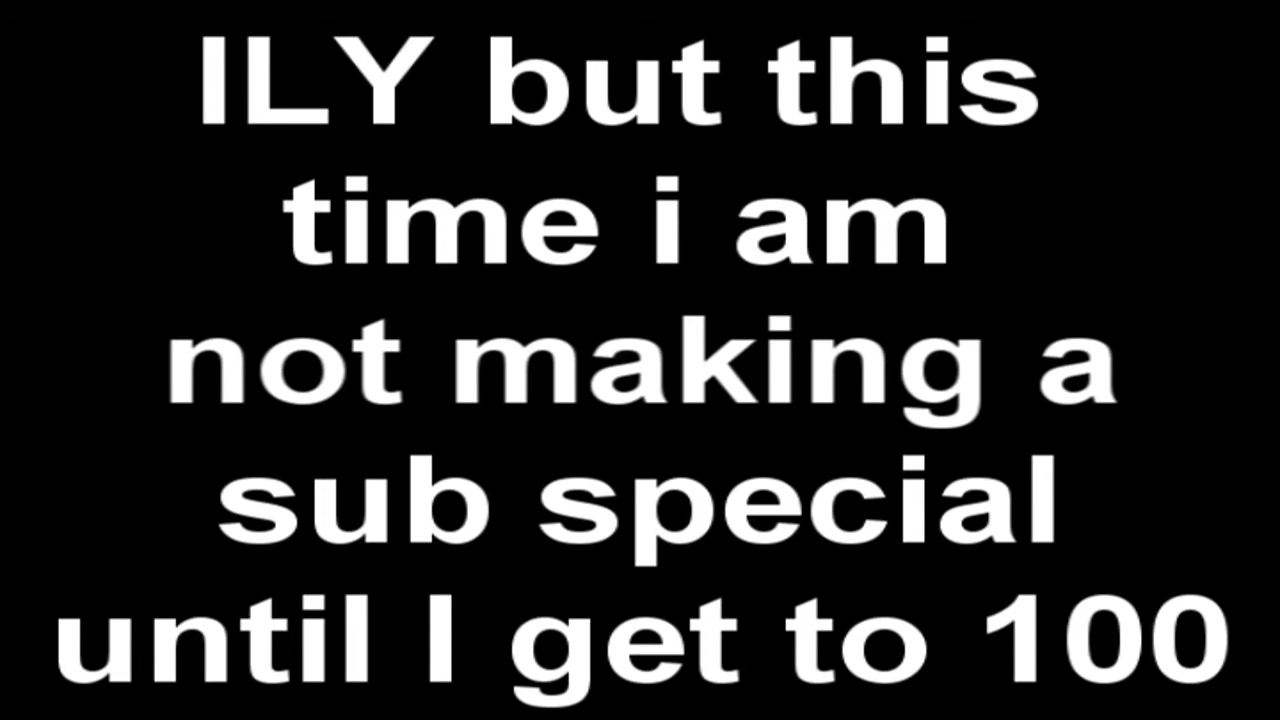 ILY but this
time i am
not making a
sub special
until I get to 100